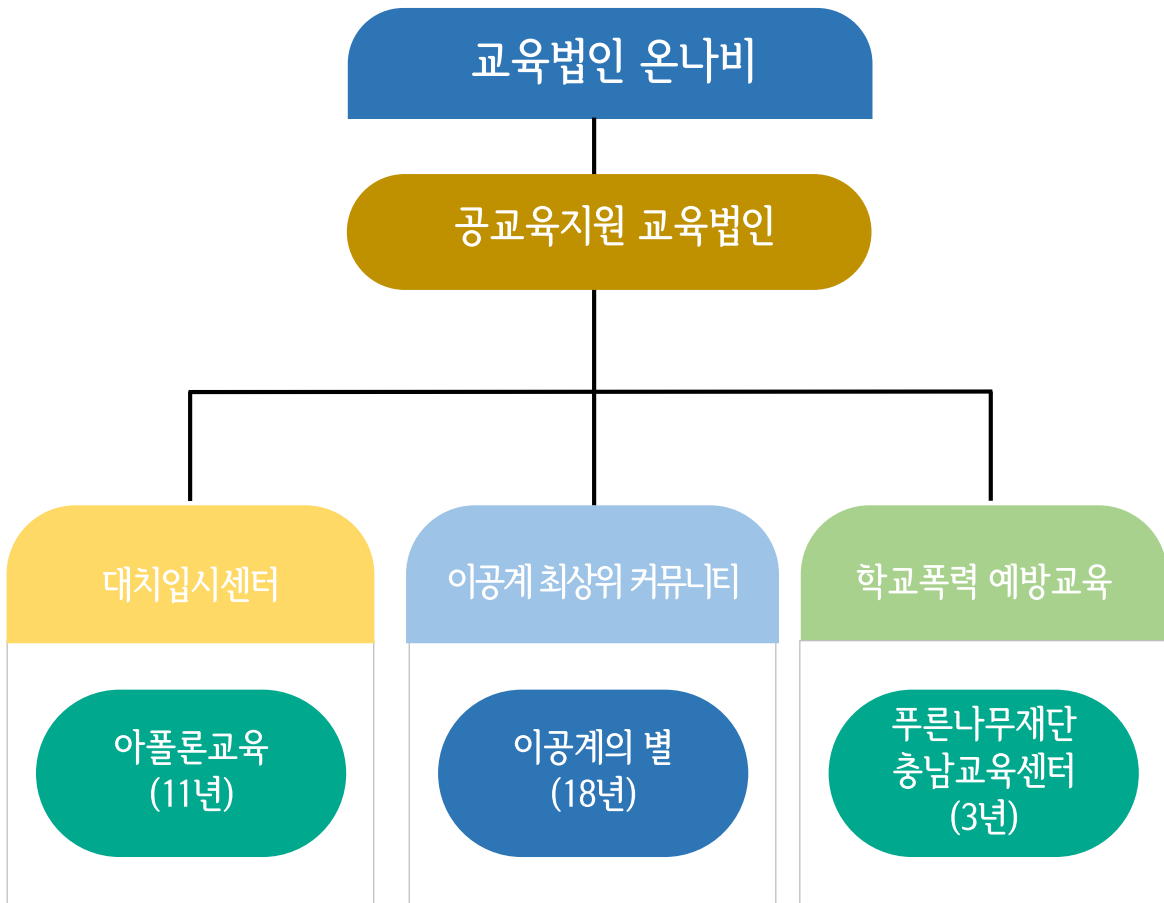 교육법인 온나비
공교육지원 교육법인
대치입시센터
이공계 최상위 커뮤니티
학교폭력 예방교육
아폴론교육
(11년)
이공계의 별
(18년)
푸른나무재단
충남교육센터
(3년)